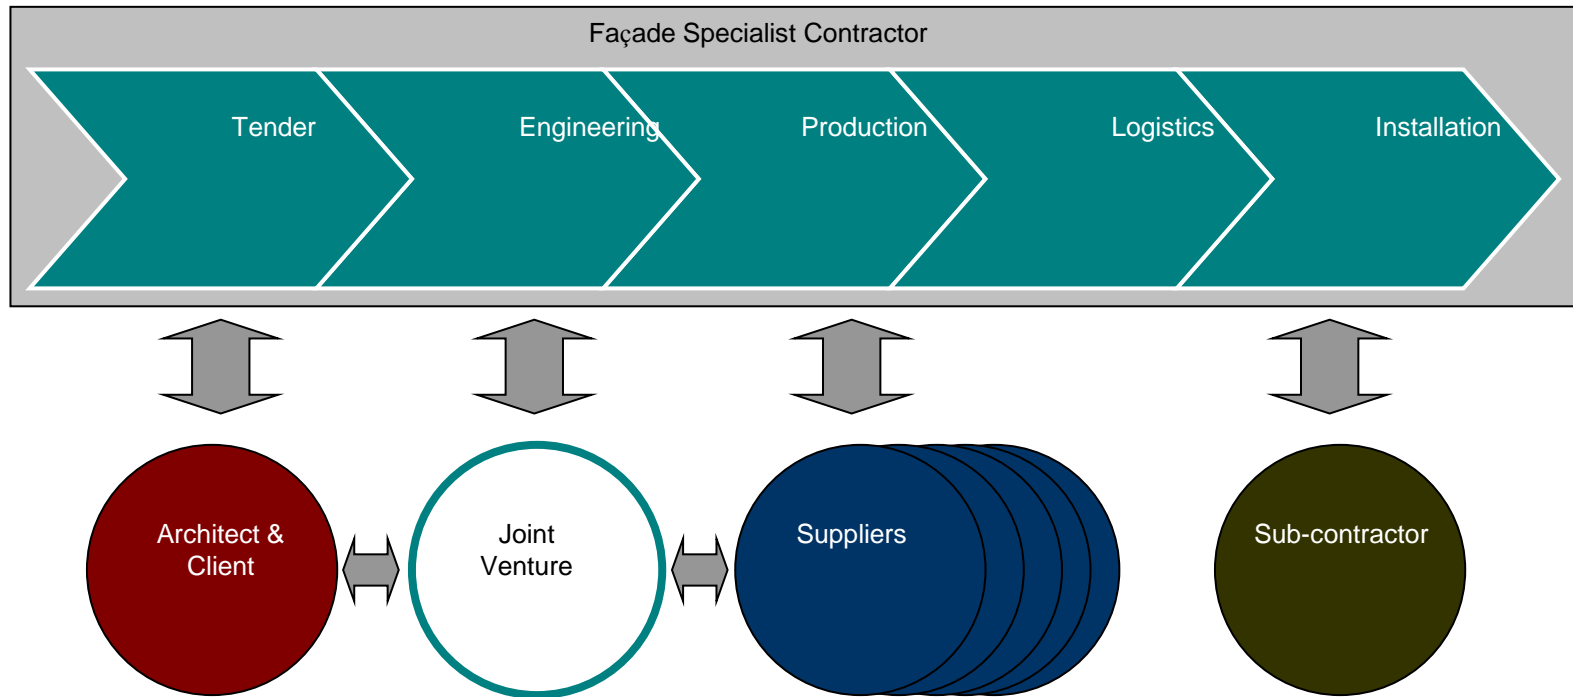 Façade Specialist Contractor
Tender
Engineering
Production
Logistics
Installation
Architect &
Client
Joint
Venture
Suppliers
Sub-contractor